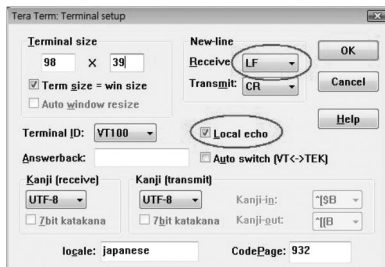 Tera Term: Terminal setup
Terminal size
98 X 39
Term size = win size
Auto window resize
New-line
Receive: LF
Transmit: CR
OK
Cancel
Help
Terminal ID: VT100
Local echo
Answerback:
Auto switch (VT<->TEK)
Kanji (receive)
UTF-8
7bit katakana
Kanji (transmit)
UTF-8
7bit katakana
Kanji-in: ^[$B
Kanji-out: ^[(B
locale: japanese
CodePage: 932